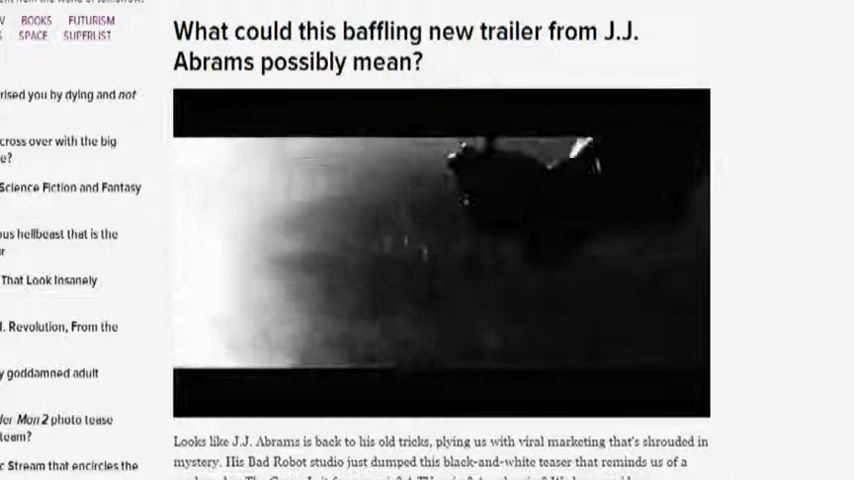 BOOKS FUTURISM
SPACE SUPERLIST
What could this baffling new trailer from J.J.
Abrams possibly mean?
rised you by dying and not
cross over with the big
Science Fiction and Fantasy
ous hellbeast that is the
That Look Insanely
Revolution, From the
goddamned adult
Man 2 photo tease
Stream that encircles the
Looks like J.J. Abrams is back to his old tricks, plying us with viral marketing that's shrouded in
mystery. His Bad Robot studio just dumped this black-and-white teaser that reminds us of a